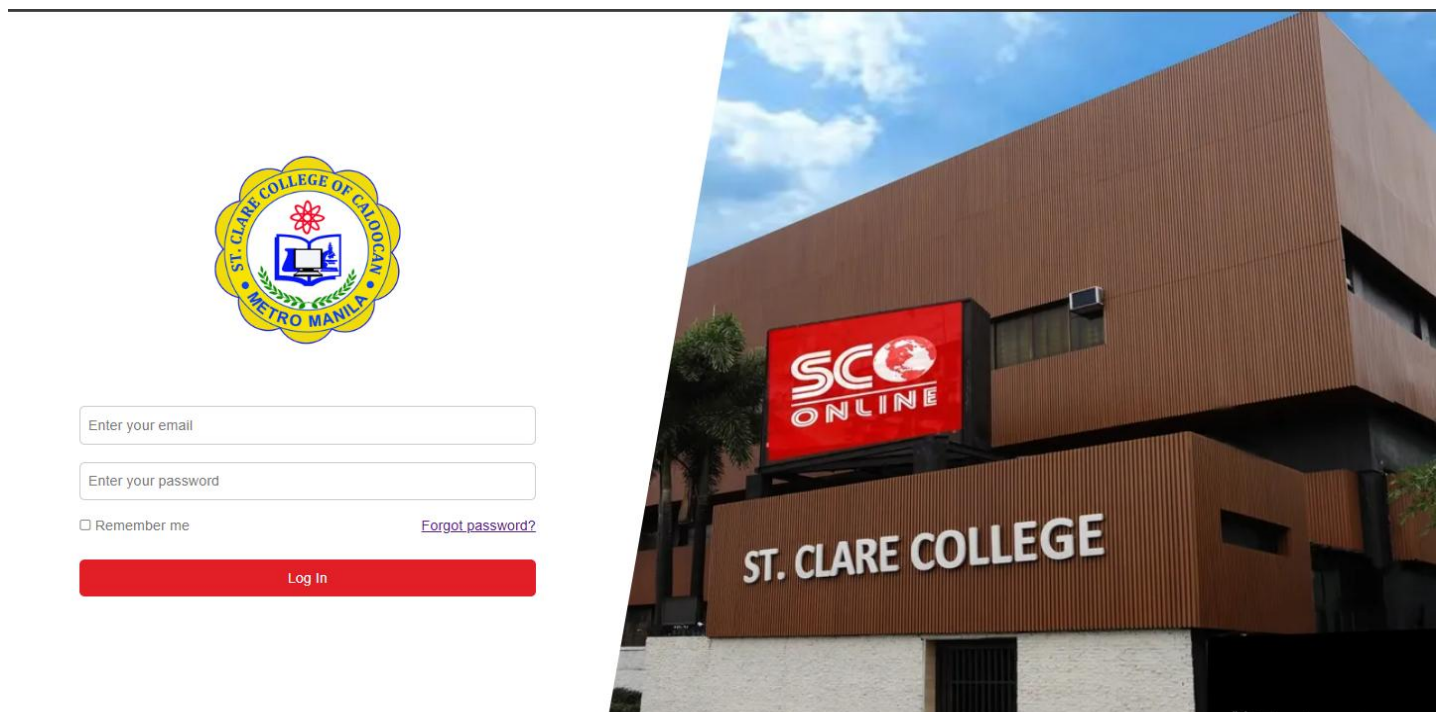 ST. CLARE COLLEGE OF CALOOCAN
METRO MANILA
Enter your email
Enter your password
Remember me
Forgot password?
Log In
SCO
ONLINE
ST. CLARE COLLEGE